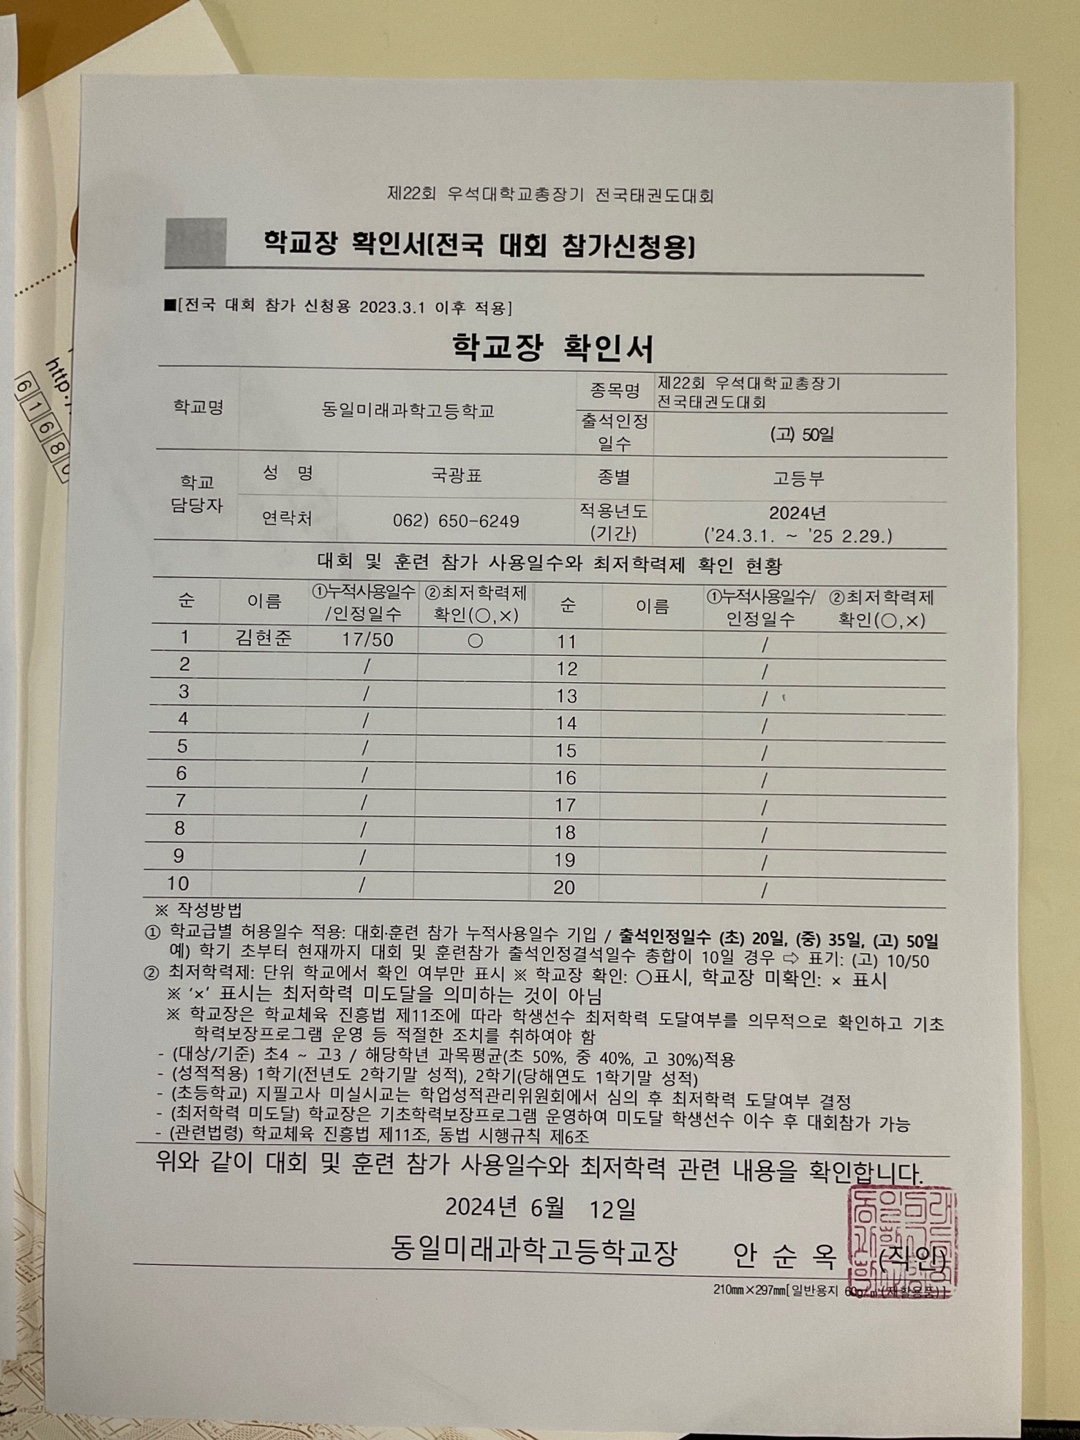 제22회 우석대학교총장기 전국태권도대회
학교장 확인서(전국 대회 참가신청용)
■[전국 대회 참가 신청용 2023.3.1 이후 적용]
학교장 확인서
학교명 동일미래과학고등학교 종목명 제22회 우석대학교총장기
전국태권도대회
출석인정
일수 (고) 50일
학교
담당자 성 명 국광표 종별 고등부
연락처 062) 650-6249 적용년도
(기간) 2024년
('24.3.1. ~ '25 2.29.)
대회 및 훈련 참가 사용일수와 최저학력제 확인 현황
순 이름 ①누적사용일수
/인정일수 ②최저학력제
확인(○,×) 순 이름 ①누적사용일수/
인정일수 ②최저학력제
확인(○,×)
1 김현준 17/50 ○ 11 /
2 / 12 /
3 / 13 /
4 / 14 /
5 / 15 /
6 / 16 /
7 / 17 /
8 / 18 /
9 / 19 /
10 / 20 /
※ 작성방법
① 학교급별 허용일수 적용: 대회·훈련 참가 누적사용일수 기입 / 출석인정일수 (초) 20일, (중) 35일, (고) 50일
예) 학기 초부터 현재까지 대회 및 훈련참가 출석인정결석일수 총합이 10일 경우 ⇨ 표기: (고) 10/50
② 최저학력제: 단위 학교에서 확인 여부만 표시 ※ 학교장 확인: ○표시, 학교장 미확인: × 표시
※ '×' 표시는 최저학력 미도달을 의미하는 것이 아님
※ 학교장은 학교체육 진흥법 제11조에 따라 학생선수 최저학력 도달여부를 의무적으로 확인하고 기초
학력보장프로그램 운영 등 적절한 조치를 취하여야 함
- (대상/기준) 초4 ~ 고3 / 해당학년 과목평균(초 50%, 중 40%, 고 30%)적용
- (성적적용) 1학기(전년도 2학기말 성적), 2학기(당해연도 1학기말 성적)
- (초등학교) 지필고사 미실시교는 학업성적관리위원회에서 심의 후 최저학력 도달여부 결정
- (최저학력 미도달) 학교장은 기초학력보장프로그램 운영하여 미도달 학생선수 이수 후 대회참가 가능
- (관련법령) 학교체육 진흥법 제11조, 동법 시행규칙 제6조
위와 같이 대회 및 훈련 참가 사용일수와 최저학력 관련 내용을 확인합니다.
2024년 6월 12일
동일미래과학고등학교장 안 순 옥 (직인)
210㎜×297㎜[일반용지 60g/㎡(재활용품)]
http:/
6168